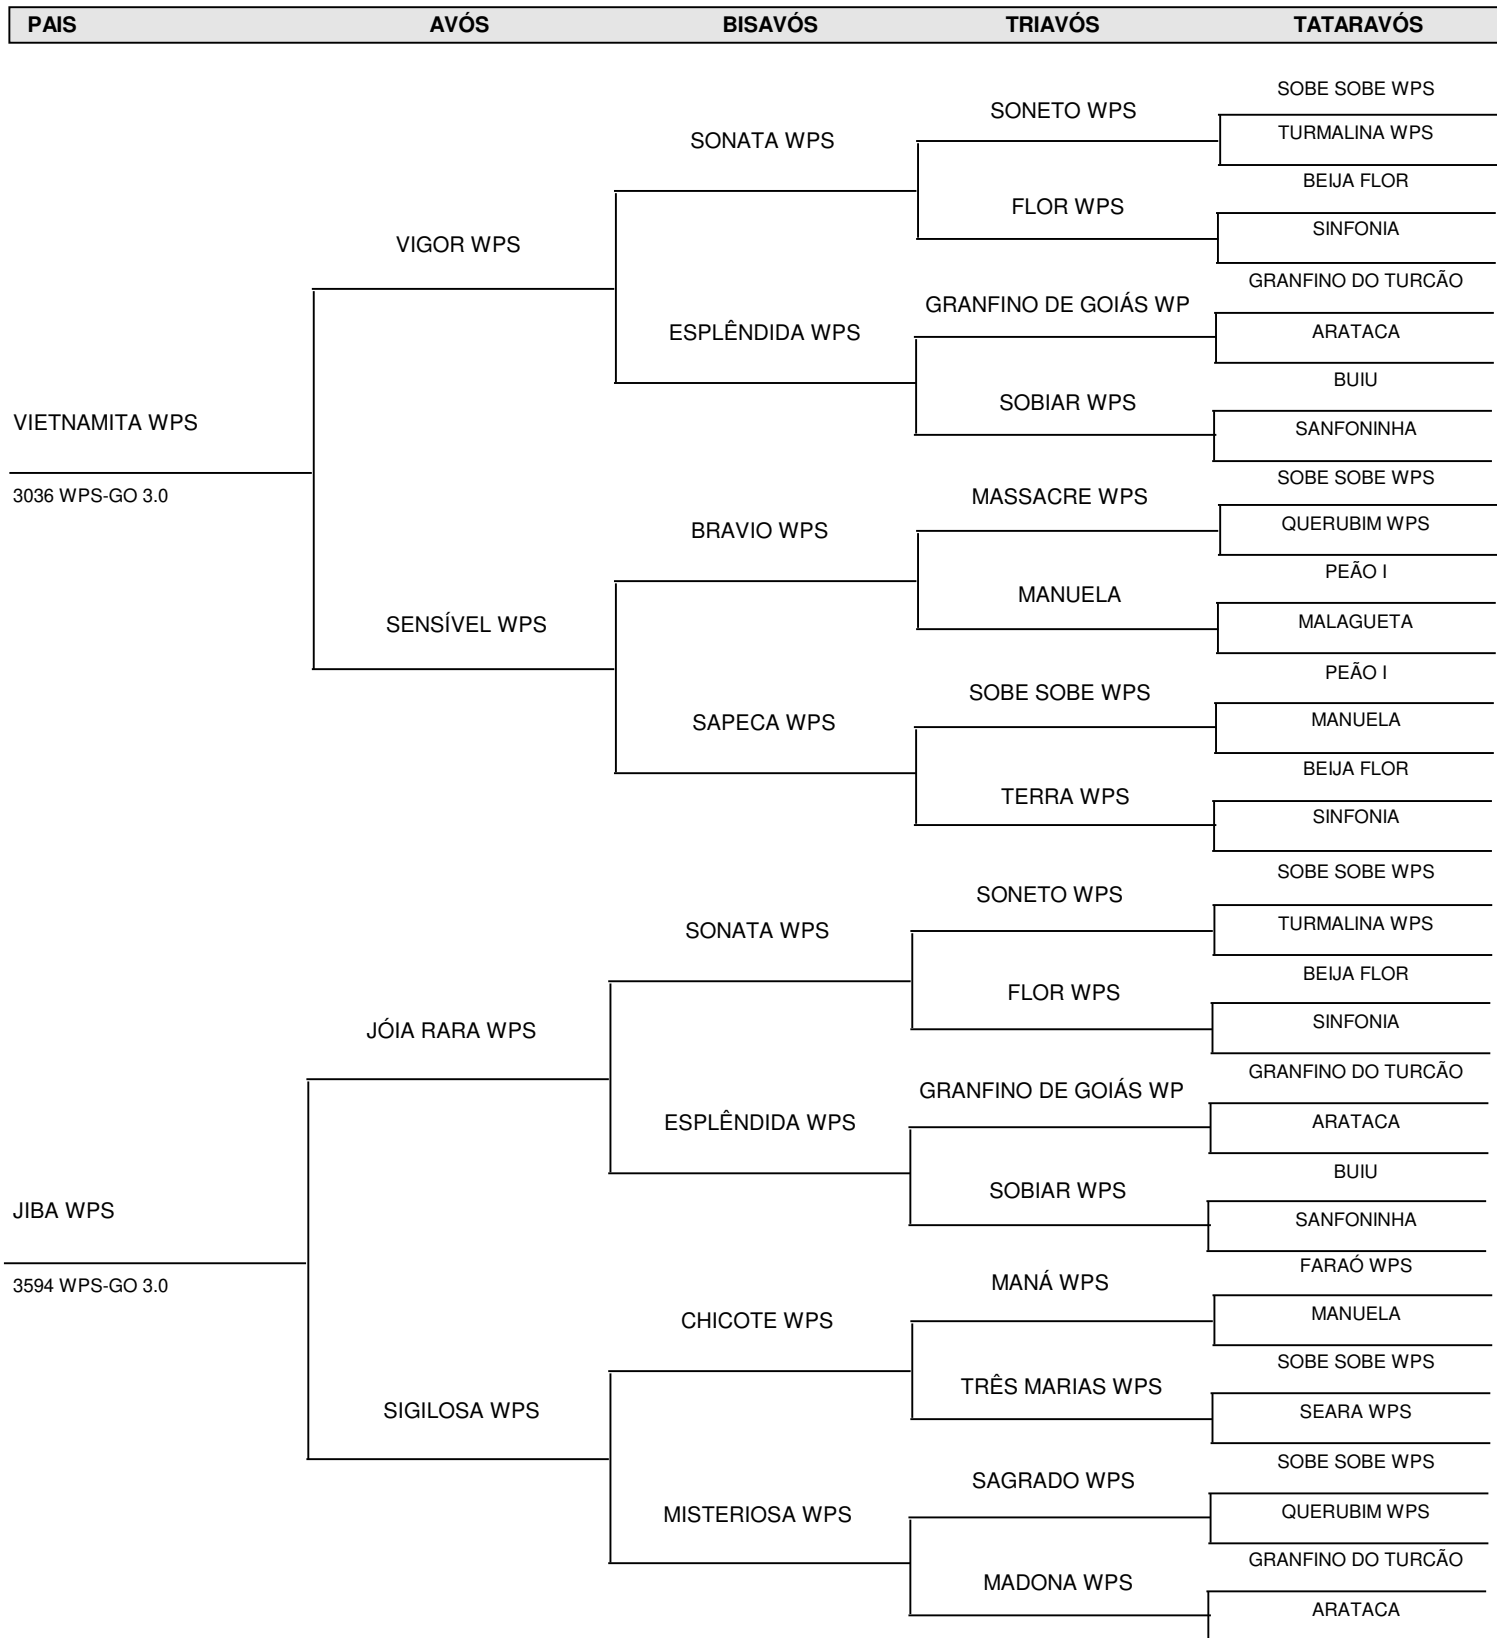 PAIS AVÓS BISAVÓS TRIAVÓS TATARAVÓS
SOBE SOBE WPS
SONETO WPS
TURMALINA WPS
SONATA WPS
BEIJA FLOR
FLOR WPS
SINFONIA
VIGOR WPS
GRANFINO DO TURCÃO
GRANFINO DE GOIÁS WP
ARATACA
ESPLÊNDIDA WPS
BUIU
SOBIAR WPS
VIETNAMITA WPS
SANFONINHA
SOBE SOBE WPS
3036 WPS-GO 3.0
MASSACRE WPS
QUERUBIM WPS
BRAVIO WPS
PEÃO I
MANUELA
MALAGUETA
SENSÍVEL WPS
PEÃO I
SOBE SOBE WPS
MANUELA
SAPECA WPS
BEIJA FLOR
TERRA WPS
SINFONIA
SOBE SOBE WPS
SONETO WPS
TURMALINA WPS
SONATA WPS
BEIJA FLOR
FLOR WPS
SINFONIA
JÓIA RARA WPS
GRANFINO DO TURCÃO
GRANFINO DE GOIÁS WP
ARATACA
ESPLÊNDIDA WPS
BUIU
SOBIAR WPS
JIBA WPS
SANFONINHA
FARAÓ WPS
3594 WPS-GO 3.0
MANÁ WPS
MANUELA
CHICOTE WPS
SOBE SOBE WPS
TRÊS MARIAS WPS
SIGILOSA WPS
SEARA WPS
SOBE SOBE WPS
SAGRADO WPS
QUERUBIM WPS
MISTERIOSA WPS
GRANFINO DO TURCÃO
MADONA WPS
ARATACA